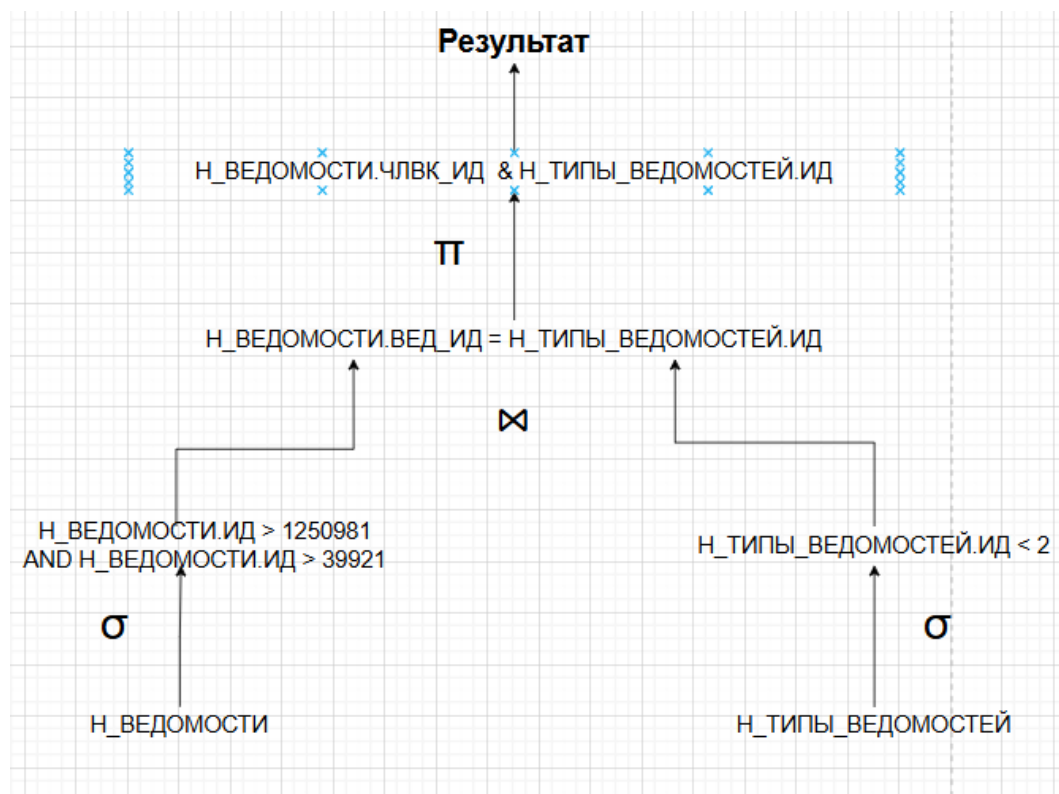 Результат
Н_ВЕДОМОСТИ.ЧЛВК_ИД & Н_ТИПЫ_ВЕДОМОСТЕЙ.ИД
π
Н_ВЕДОМОСТИ.ВЕД_ИД = Н_ТИПЫ_ВЕДОМОСТЕЙ.ИД
⋈
Н_ВЕДОМОСТИ.ИД > 1250981
AND Н_ВЕДОМОСТИ.ИД > 39921
Н_ТИПЫ_ВЕДОМОСТЕЙ.ИД < 2
σ
σ
Н_ВЕДОМОСТИ
Н_ТИПЫ_ВЕДОМОСТЕЙ